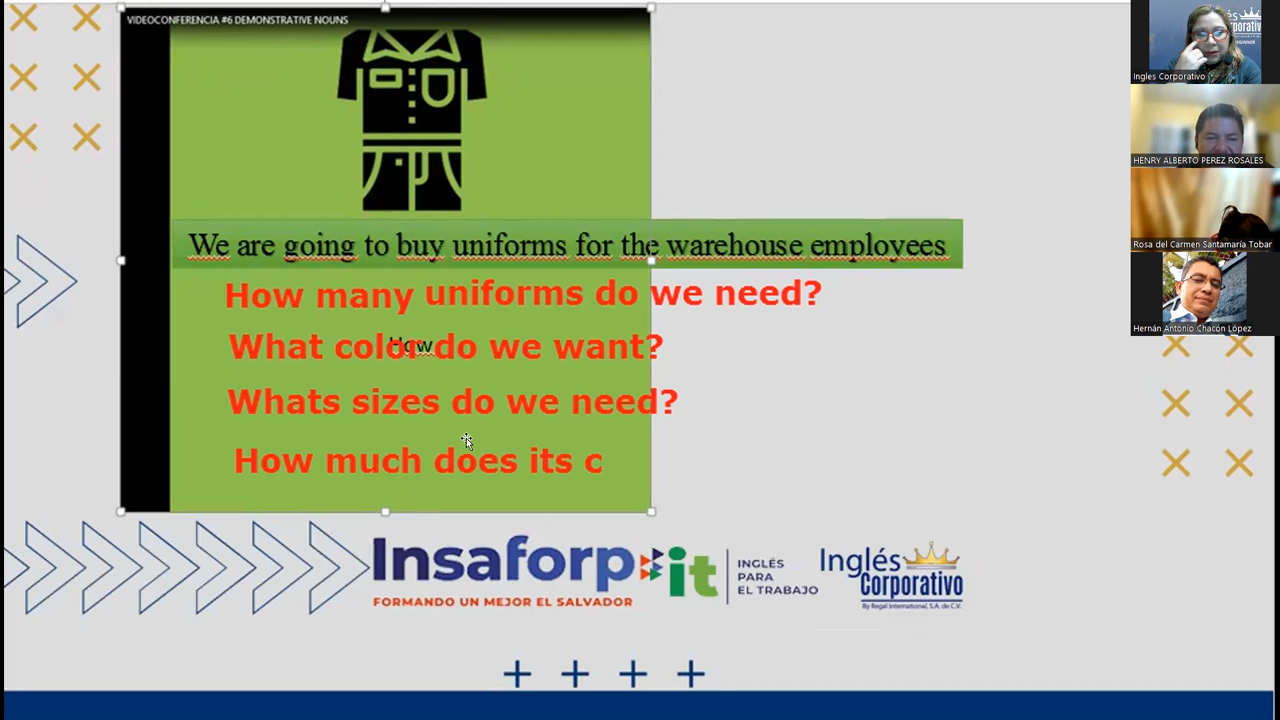 VIDEOCONFERENCIA #6 DEMONSTRATIVE NOUNS
We are going to buy uniforms for the warehouse employees
How many uniforms do we need?
How
What color do we want?
Whats sizes do we need?
How much does its c
Insaforp
FORMANDO UN MEJOR EL SALVADOR
it
INGLÉS
PARA
EL TRABAJO
Inglés
Corporativo
By Regal International, S.A. de C.V.
Ingles Corporativo
HENRY ALBERTO PEREZ ROSALES
Rosa del Carmen Santamaría Tobar
Hernán Antonio Chacón López